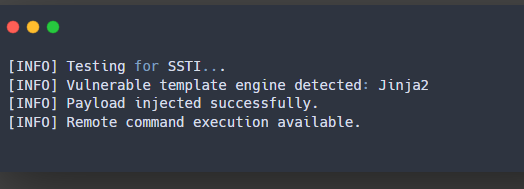 [INFO] Testing for SSTI...
[INFO] Vulnerable template engine detected: Jinja2
[INFO] Payload injected successfully.
[INFO] Remote command execution available.